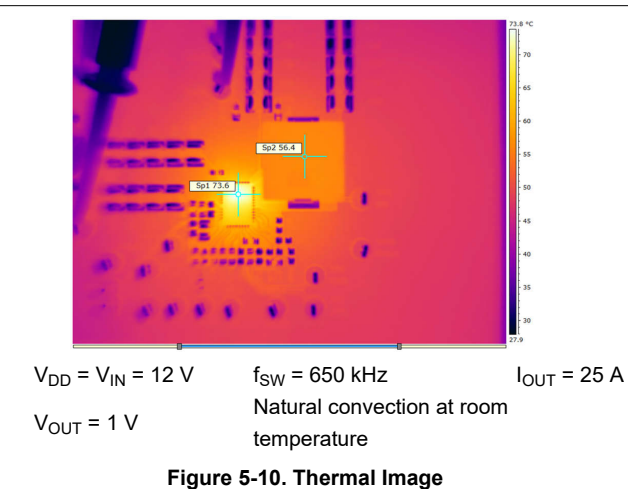 73.8 °C
70
65
60
Sp2 56.4
55
Sp1 73.6
50
45
40
35
30
27.9
V_DD = V_IN = 12 V
f_SW = 650 kHz
I_OUT = 25 A
V_OUT = 1 V
Natural convection at room
temperature
Figure 5-10. Thermal Image